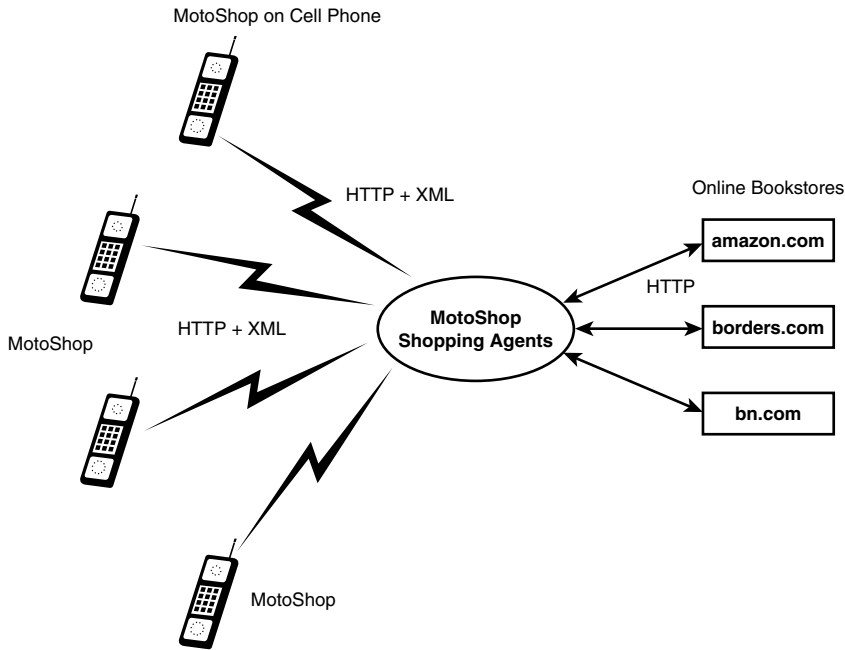 MotoShop on Cell Phone
HTTP + XML
Online Bookstores
amazon.com
HTTP
MotoShop
Shopping Agents
borders.com
HTTP + XML
MotoShop
bn.com
MotoShop